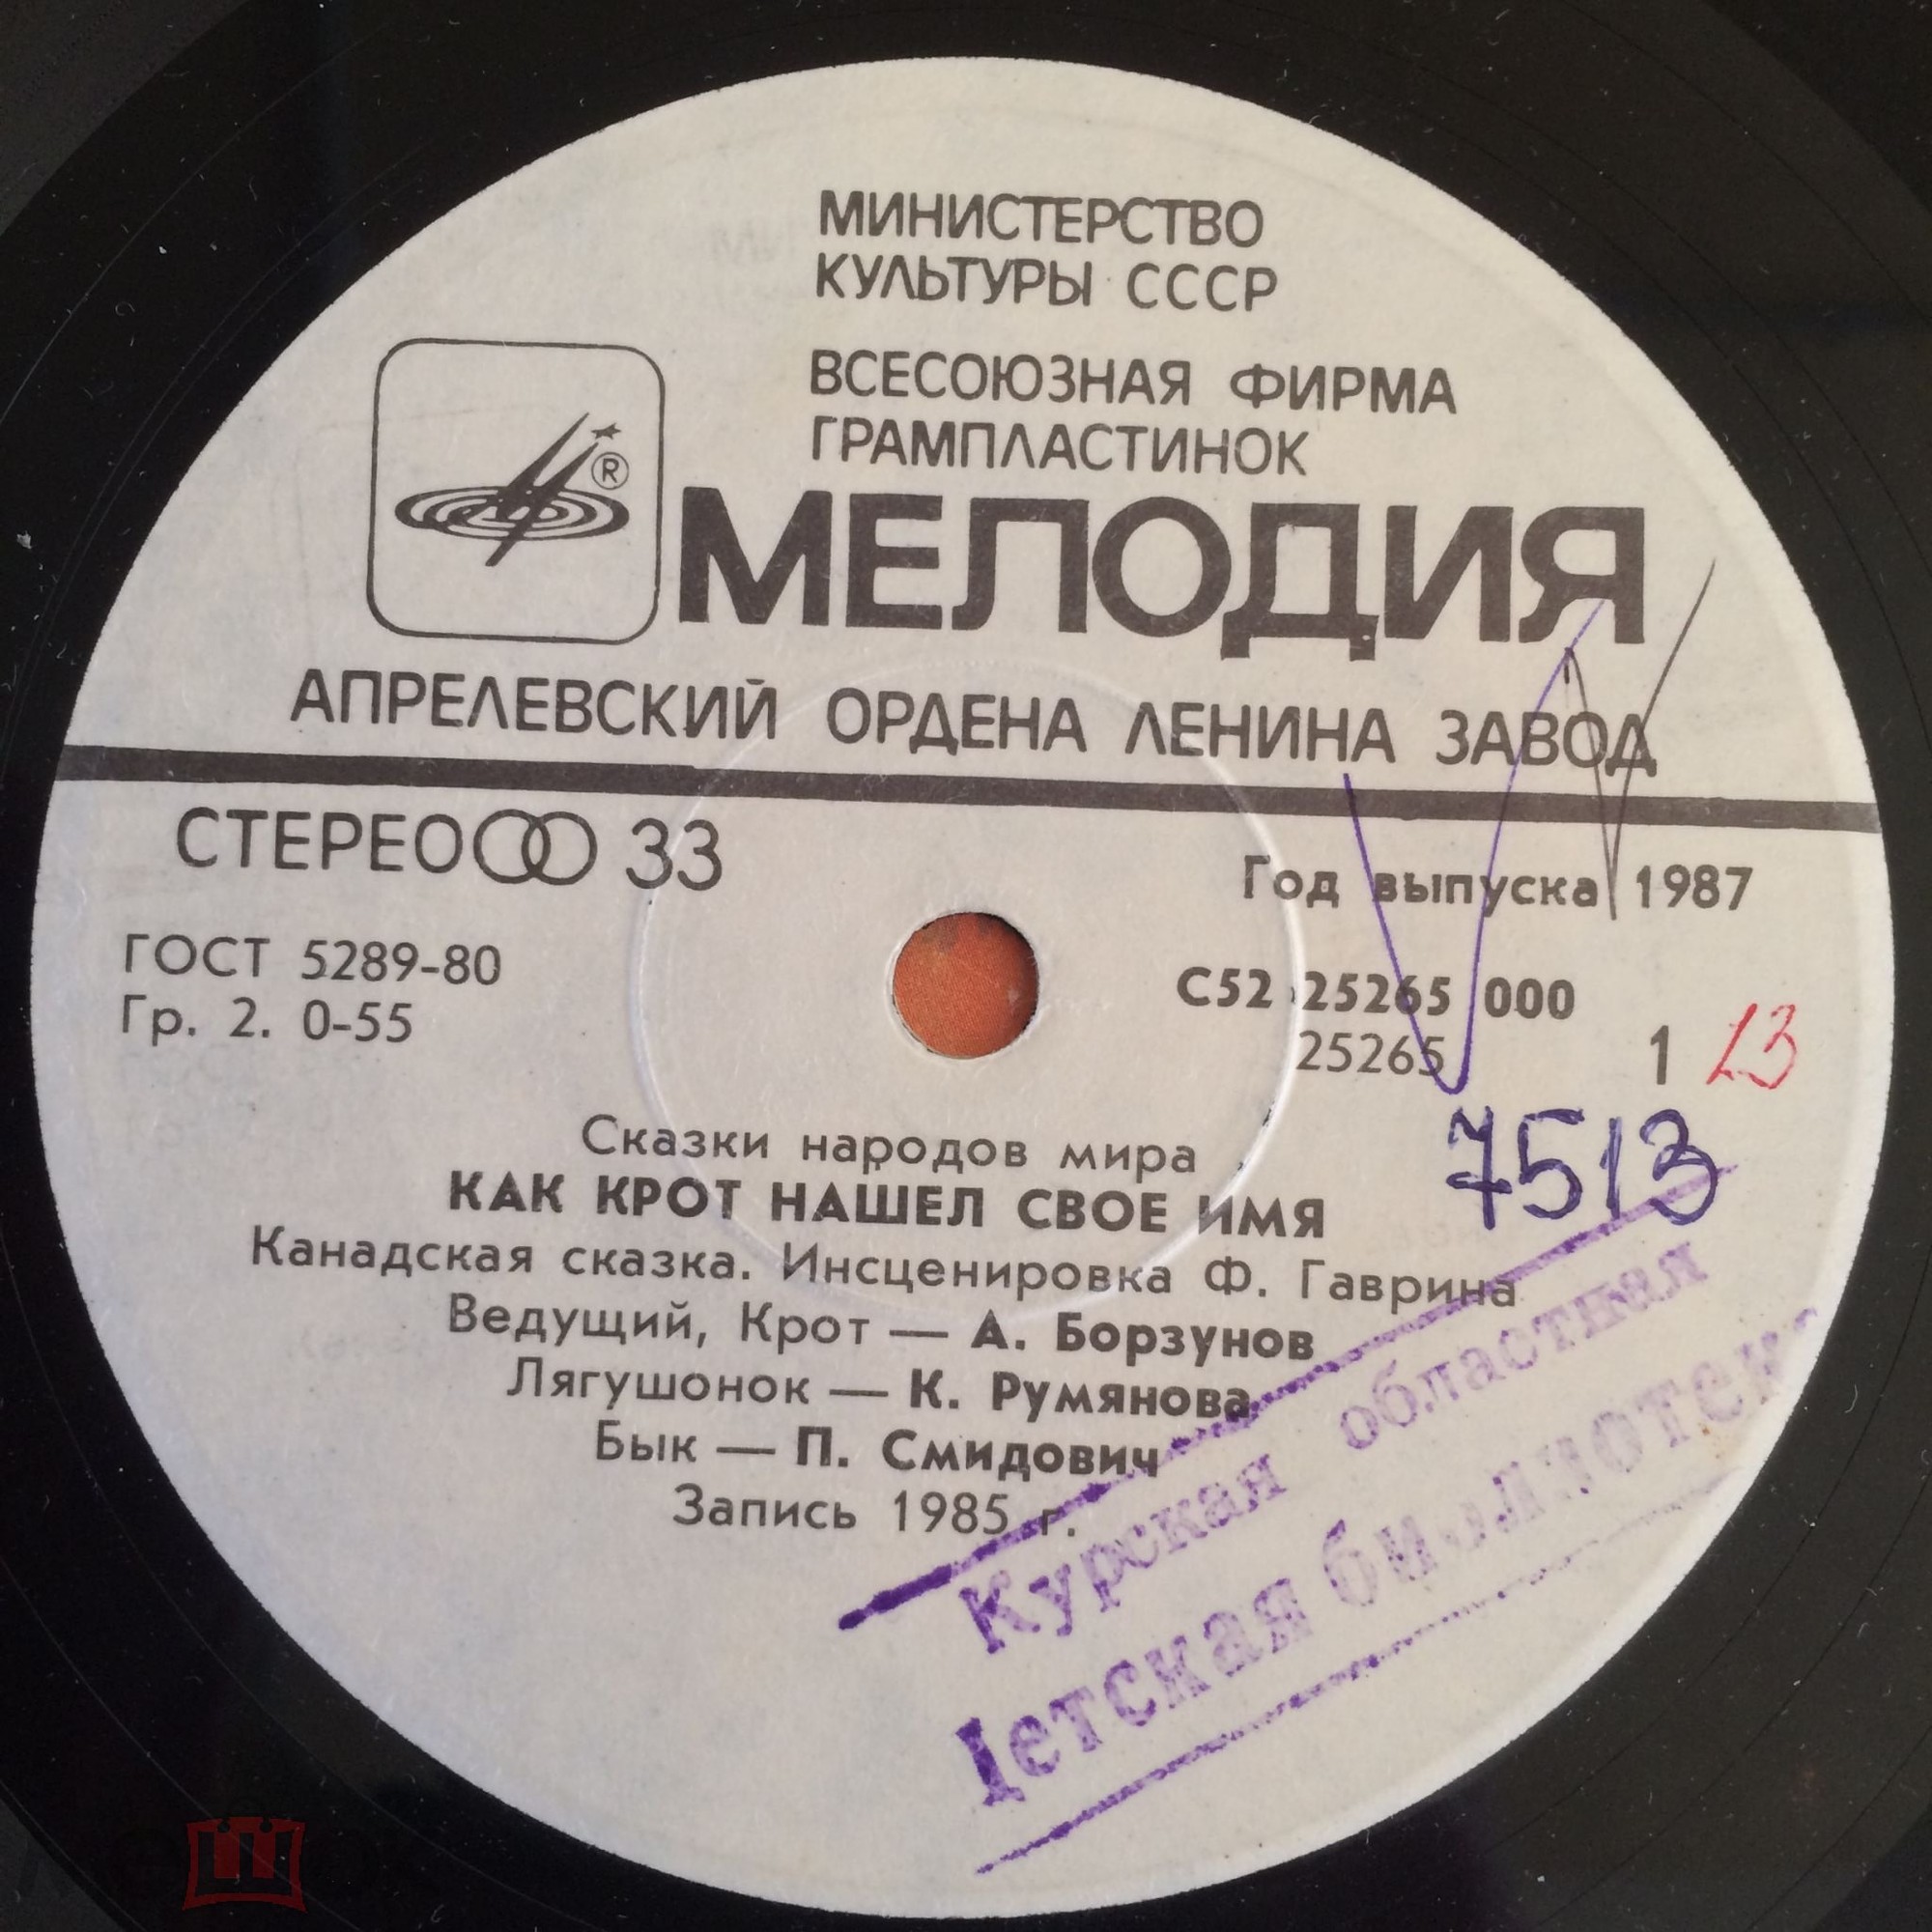 МИНИСТЕРСТВО
КУЛЬТУРЫ СССР
ВСЕСОЮЗНАЯ ФИРМА
ГРАМПЛАСТИНОК
®
МЕЛОДИЯ
АПРЕЛЕВСКИЙ ОРДЕНА ЛЕНИНА ЗАВОД
СТЕРЕО 33
Год выпуска 1987
ГОСТ 5289-80
Гр. 2. 0-55
С52 25265 000
25265 1 13
7513
Сказки народов мира
КАК КРОТ НАШЕЛ СВОЕ ИМЯ
Канадская сказка. Инсценировка Ф. Гаврина
Ведущий, Крот — А. Борзунов
Лягушонок — К. Румянова
Бык — П. Смидович
Запись 1985 г.
Курская областная
Детская библиотека